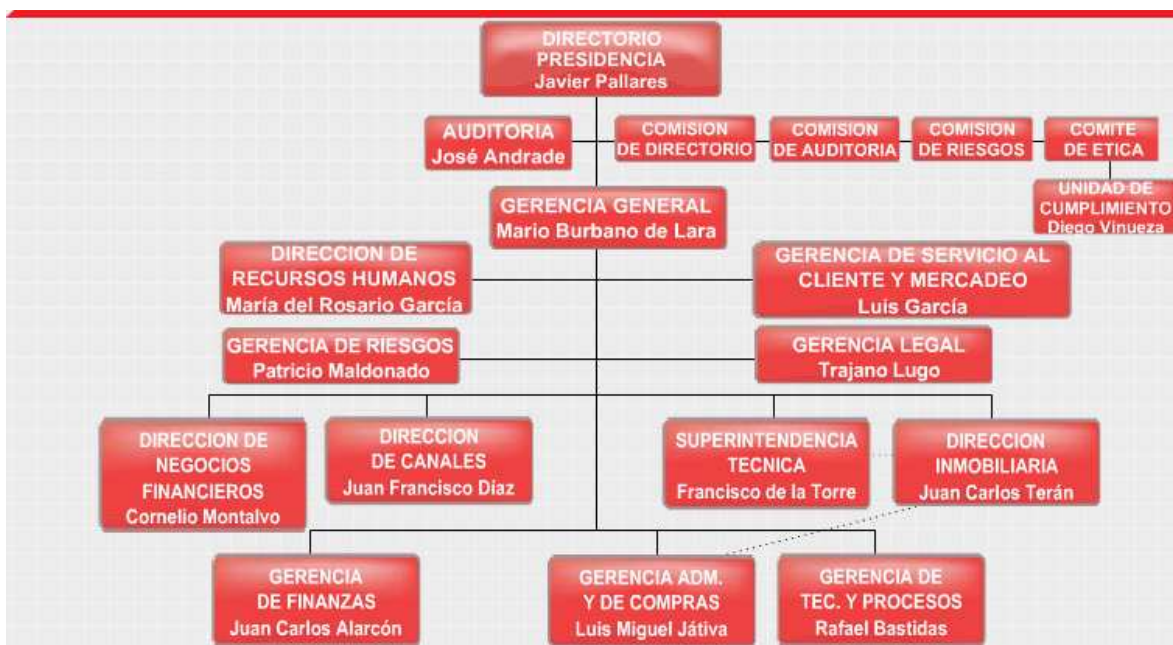 DIRECTORIO
PRESIDENCIA
Javier Pallares
AUDITORIA
José Andrade
COMISION
DE DIRECTORIO
COMISION
DE AUDITORIA
COMISION
DE RIESGOS
COMITE
DE ETICA
UNIDAD DE
CUMPLIMIENTO
Diego Vinueza
GERENCIA GENERAL
Mario Burbano de Lara
DIRECCION DE
RECURSOS HUMANOS
María del Rosario García
GERENCIA DE SERVICIO AL
CLIENTE Y MERCADEO
Luis García
GERENCIA DE RIESGOS
Patricio Maldonado
GERENCIA LEGAL
Trajano Lugo
DIRECCION DE
NEGOCIOS
FINANCIEROS
Cornelio Montalvo
DIRECCION
DE CANALES
Juan Francisco Díaz
SUPERINTENDENCIA
TECNICA
Francisco de la Torre
DIRECCION
INMOBILIARIA
Juan Carlos Terán
GERENCIA
DE FINANZAS
Juan Carlos Alarcón
GERENCIA ADM.
Y DE COMPRAS
Luis Miguel Játiva
GERENCIA DE
TEC. Y PROCESOS
Rafael Bastidas